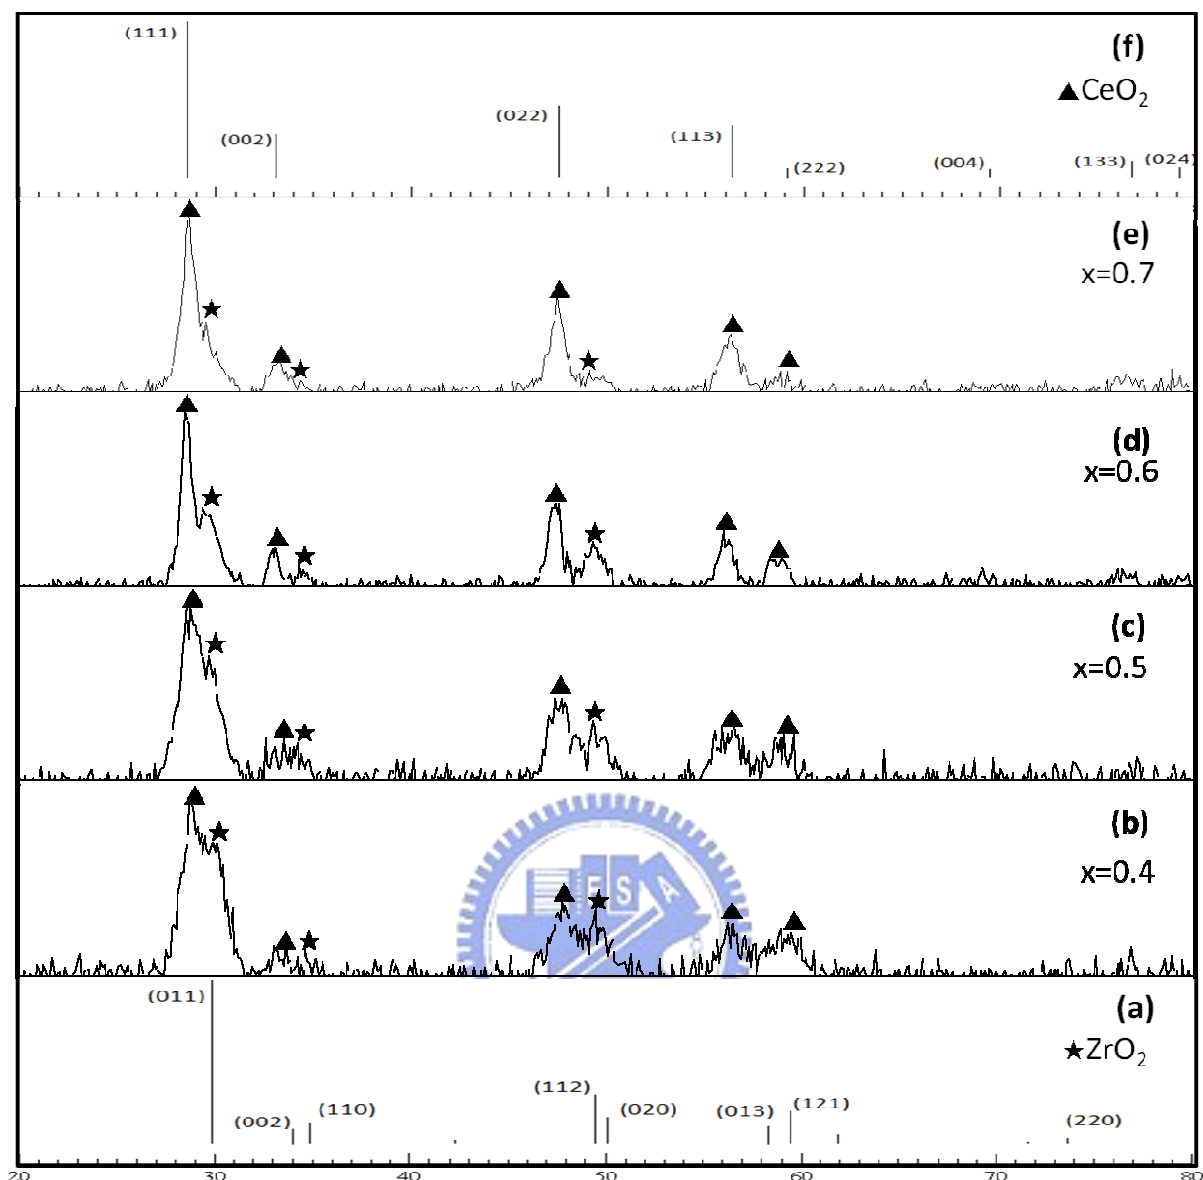 (f)
(111)
▲CeO2
(022)
(113)
(002)
(222)
(004)
(133)
(024)
(e)
x=0.7
(d)
x=0.6
(c)
x=0.5
(b)
x=0.4
E S A
(011)
(a)
★ZrO2
(112)
(110)
(020)
(013)
(121)
(002)
(220)
20 30 40 50 60 70 80